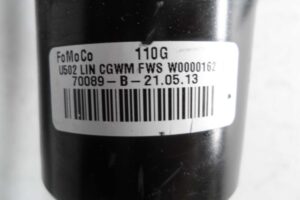 FoMoCo 110G
U502 LIN CGWM FWS W0000162
70089-B-21.05.13